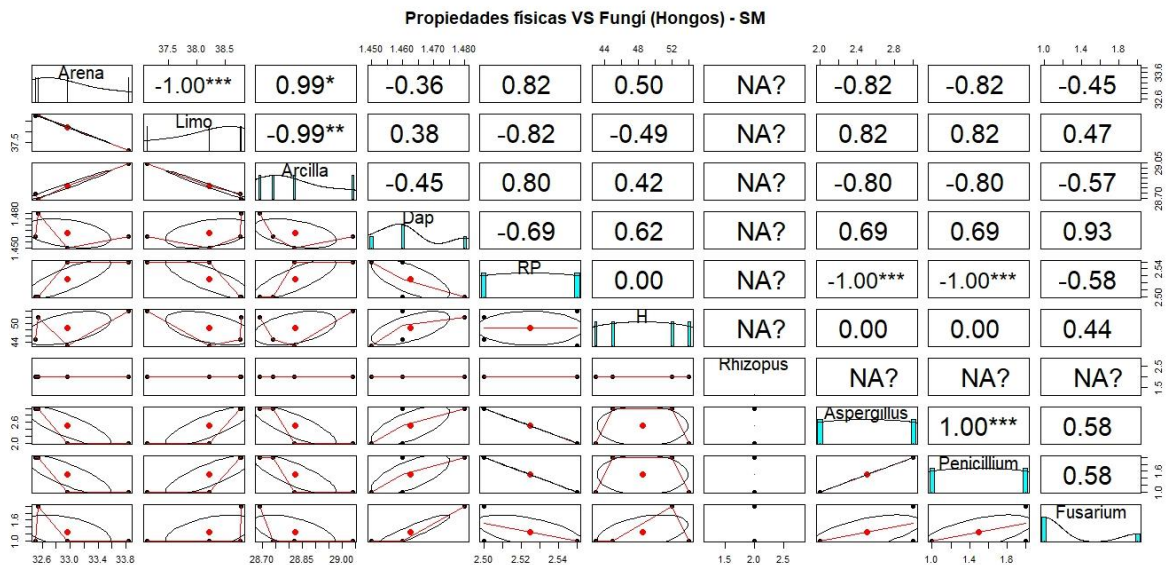 Propiedades físicas VS Fungí (Hongos) - SM
37.5 38.2 38.8 1.450 1.460 1.470 1.480 44 48 52 2.0 2.4 2.8 1.0 1.4 1.8
Arena -1.00*** 0.99* -0.36 0.82 0.50 NA? -0.82 -0.82 -0.45 32.6 33.6
37.5 Limo -0.99** 0.38 -0.82 -0.49 NA? 0.82 0.82 0.47
Arcilla -0.45 0.80 0.42 NA? -0.80 -0.80 -0.57 28.70 29.05
1.450 1.480 Dap -0.69 0.62 NA? 0.69 0.69 0.93
RP 0.00 NA? -1.00*** -1.00*** -0.58 2.50 2.54
44 50 H NA? 0.00 0.00 0.44
Rhizopus NA? NA? NA? 1.5 2.5
2.0 2.6 Aspergillus 1.00*** 0.58
Penicillium 0.58 1.0 1.6
1.0 1.6 Fusarium
32.6 33.0 33.4 33.8 28.70 28.85 29.00 2.50 2.52 2.54 1.5 2.0 2.5 1.0 1.4 1.8